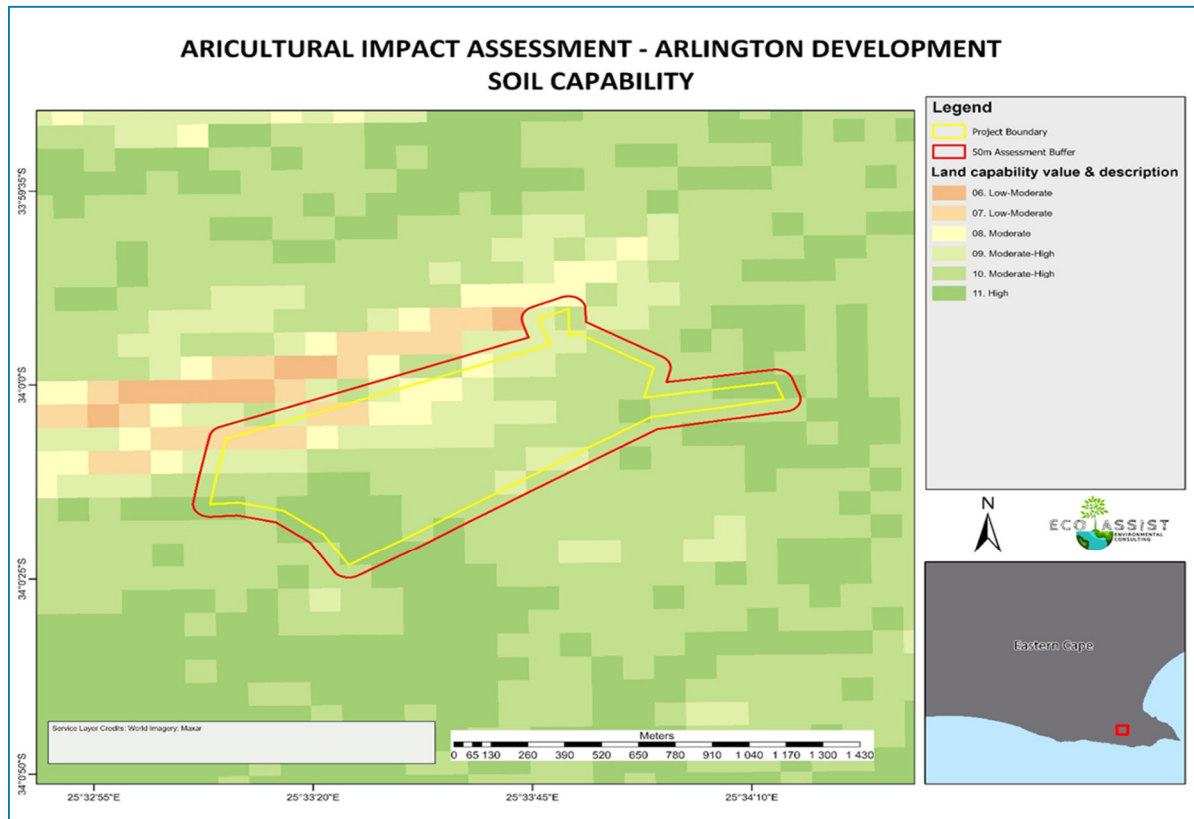 ARICULTURAL IMPACT ASSESSMENT - ARLINGTON DEVELOPMENT
SOIL CAPABILITY
Legend
Project Boundary
50m Assessment Buffer
Land capability value & description
06. Low-Moderate
07. Low-Moderate
08. Moderate
09. Moderate-High
10. Moderate-High
11. High
33°59'35"S
34°0'0"S
34°0'25"S
34°0'50"S
N
ECO ASSIST
ENVIRONMENTAL
CONSULTING
Eastern Cape
Service Layer Credits: World Imagery: Maxar
Meters
0 65 130 260 390 520 650 780 910 1 040 1 170 1 300 1 430
25°32'55"E 25°33'20"E 25°33'45"E 25°34'10"E